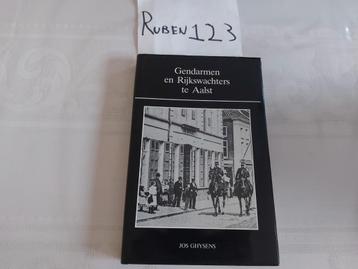 RUBEN 123
Gendarmen
en Rijkswachters
te Aalst
JOS GHYSENS